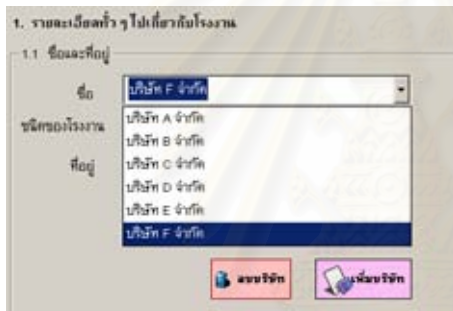 1. รายละเอียดทั่ว ๆ ไปเกี่ยวกับโรงงาน
1.1 ชื่อและที่อยู่
ชื่อ
บริษัท F จำกัด
ชนิดของโรงงาน
บริษัท A จำกัด
บริษัท B จำกัด
ที่อยู่
บริษัท C จำกัด
บริษัท D จำกัด
บริษัท E จำกัด
บริษัท F จำกัด
ลบบริษัท
เพิ่มบริษัท